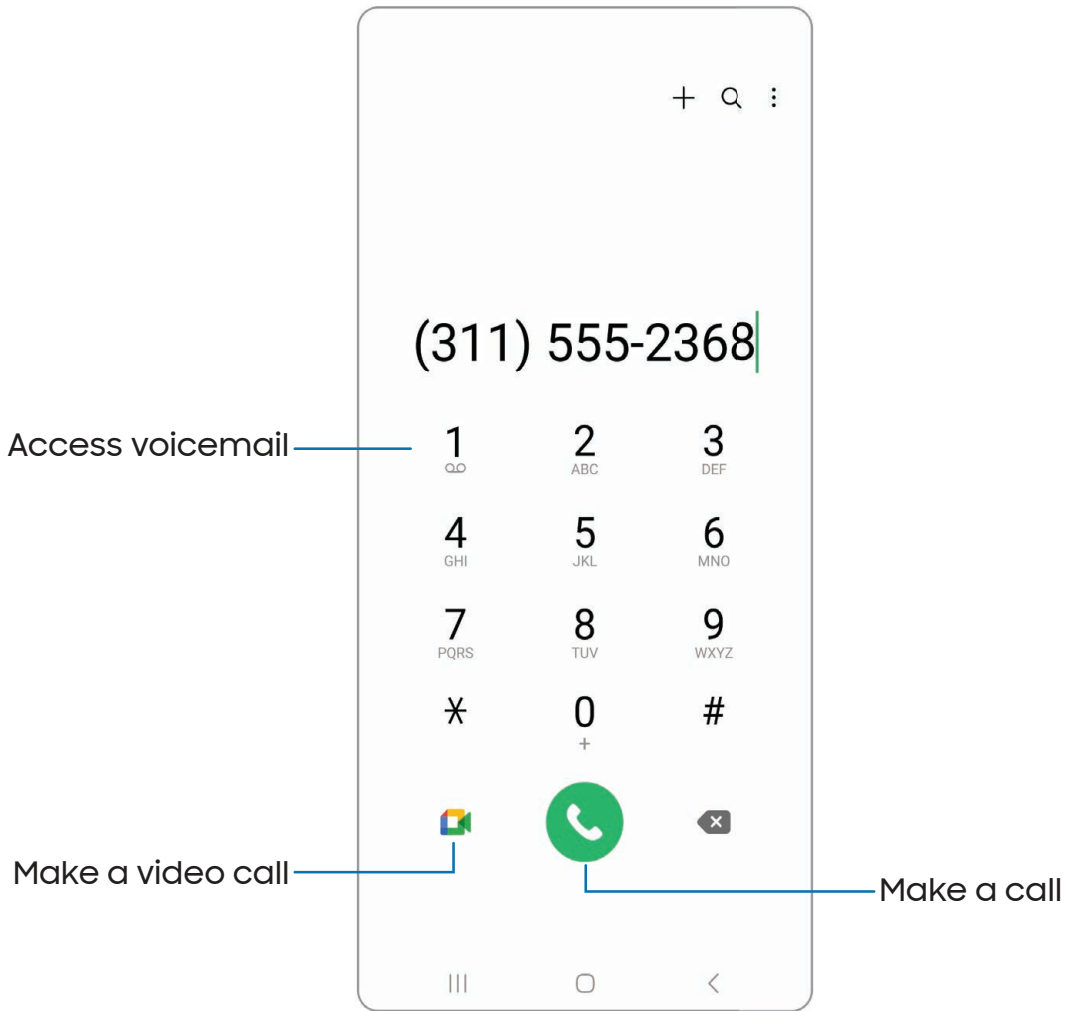 (311) 555-2368
Access voicemail
1 2 3
ABC DEF
4 5 6
GHI JKL MNO
7 8 9
PQRS TUV WXYZ
* 0 #
+
Make a video call
Make a call